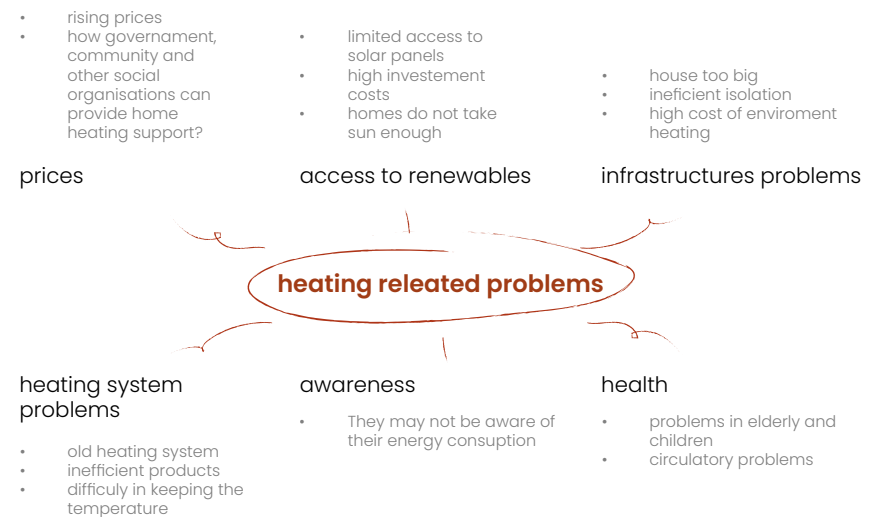 • rising prices
• how governament,
community and
other social
organisations can
provide home
heating support?
prices
• limited access to
solar panels
• high investement
costs
• homes do not take
sun enough
access to renewables
• house too big
• ineficient isolation
• high cost of enviroment
heating
infrastructures problems
heating releated problems
heating system
problems
• old heating system
• inefficient products
• difficuly in keeping the
temperature
awareness
• They may not be aware of
their energy consuption
health
• problems in elderly and
children
• circulatory problems